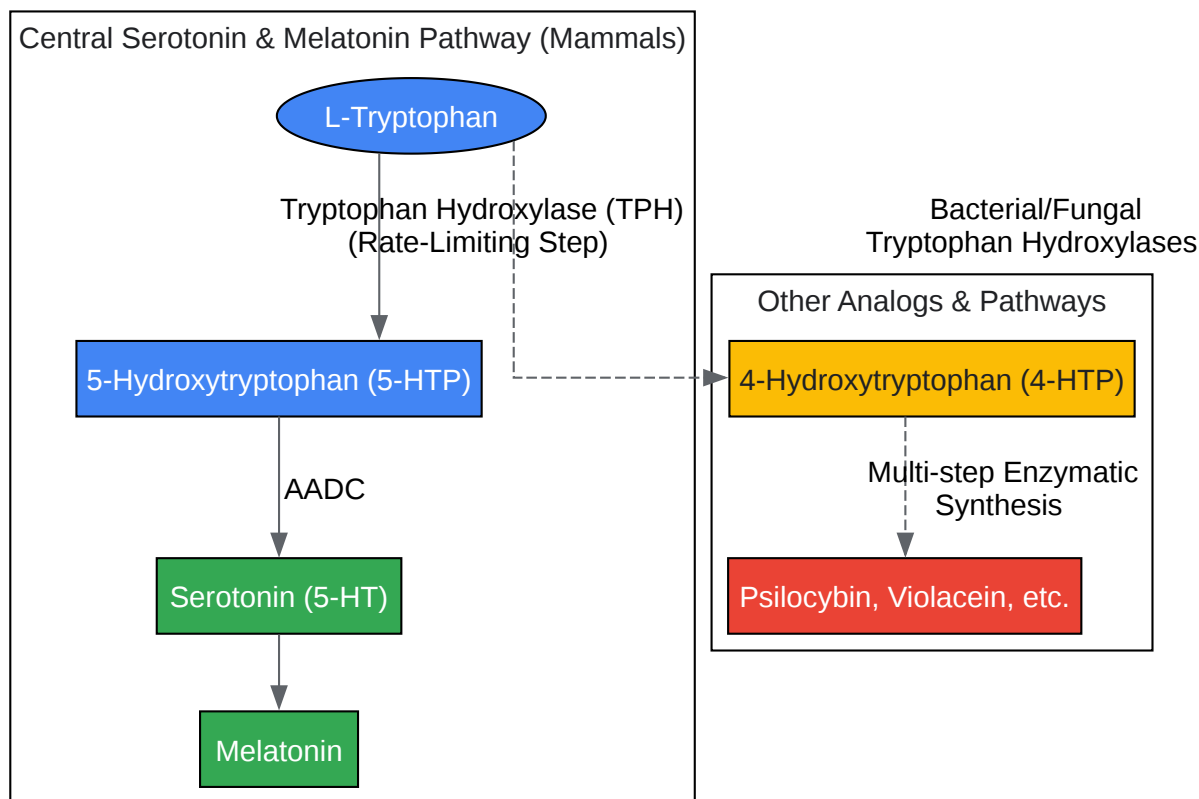 Central Serotonin & Melatonin Pathway (Mammals)
L-Tryptophan
Tryptophan Hydroxylase (TPH)
(Rate-Limiting Step)
5-Hydroxytryptophan (5-HTP)
AADC
Serotonin (5-HT)
Melatonin
Bacterial/Fungal
Tryptophan Hydroxylases
Other Analogs & Pathways
4-Hydroxytryptophan (4-HTP)
Multi-step Enzymatic
Synthesis
Psilocybin, Violacein, etc.